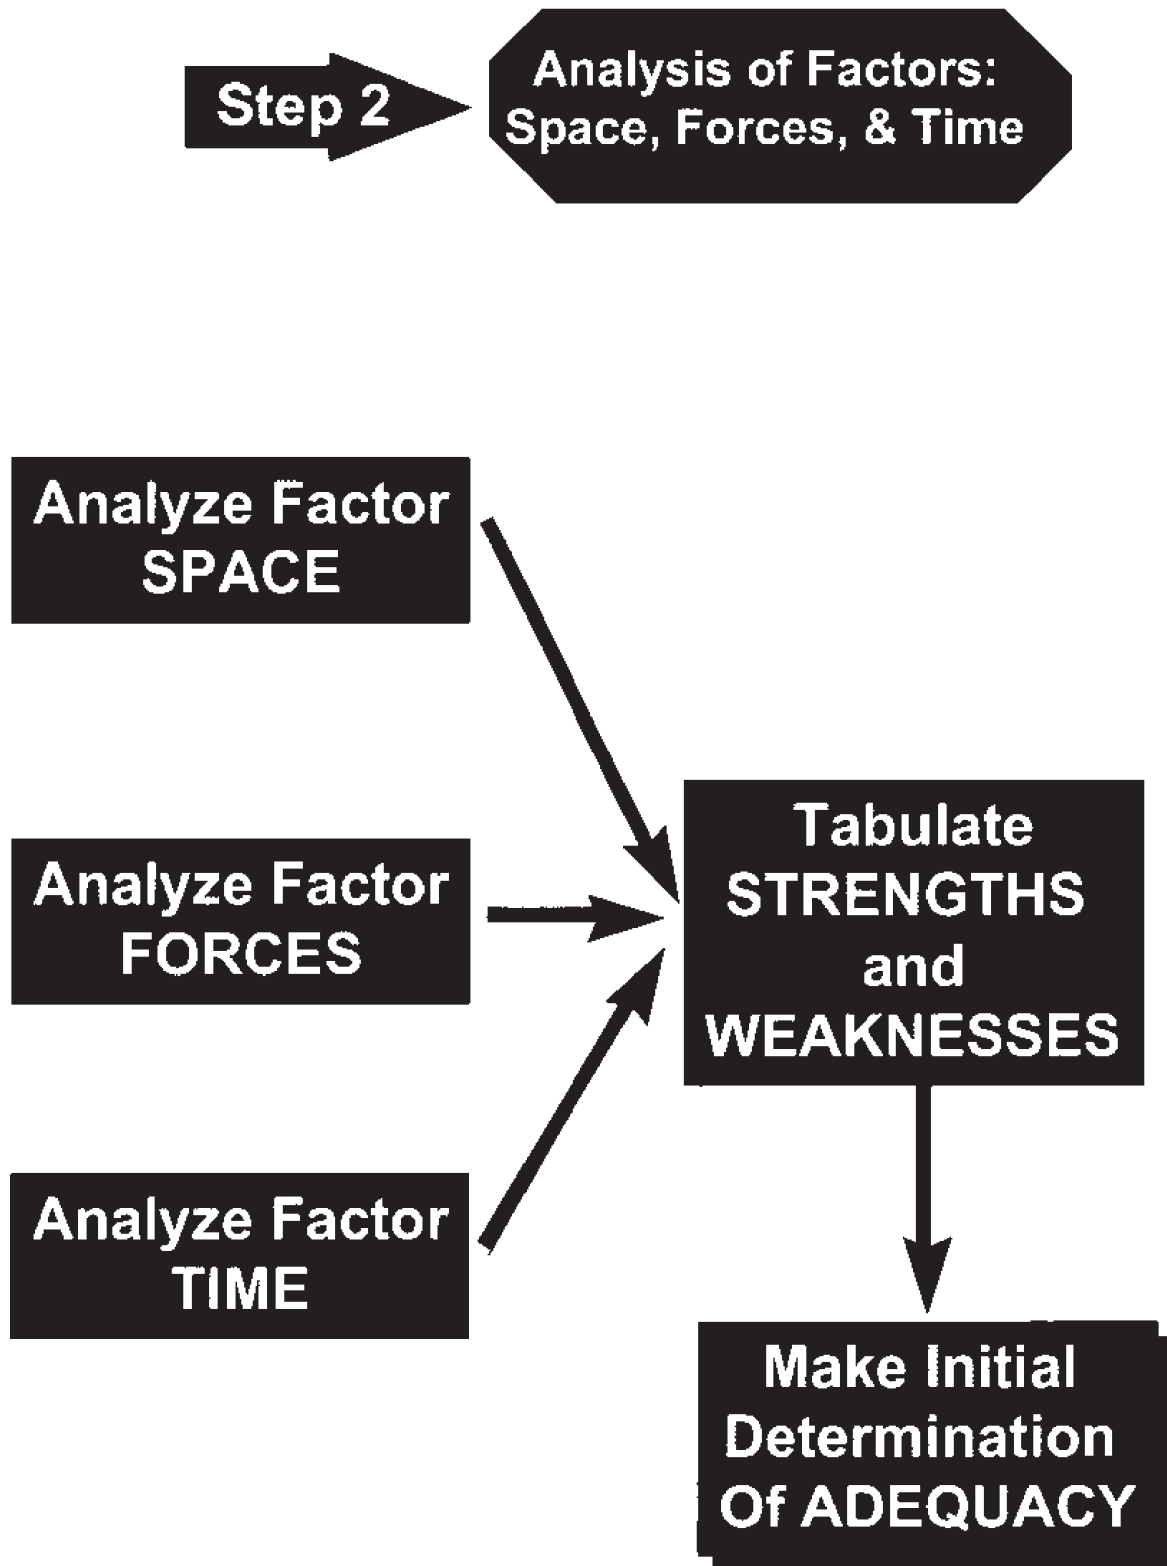 Step 2
Analysis of Factors:
Space, Forces, & Time
Analyze Factor
SPACE
Analyze Factor
FORCES
Analyze Factor
TIME
Tabulate
STRENGTHS
and
WEAKNESSES
Make Initial
Determination
Of ADEQUACY